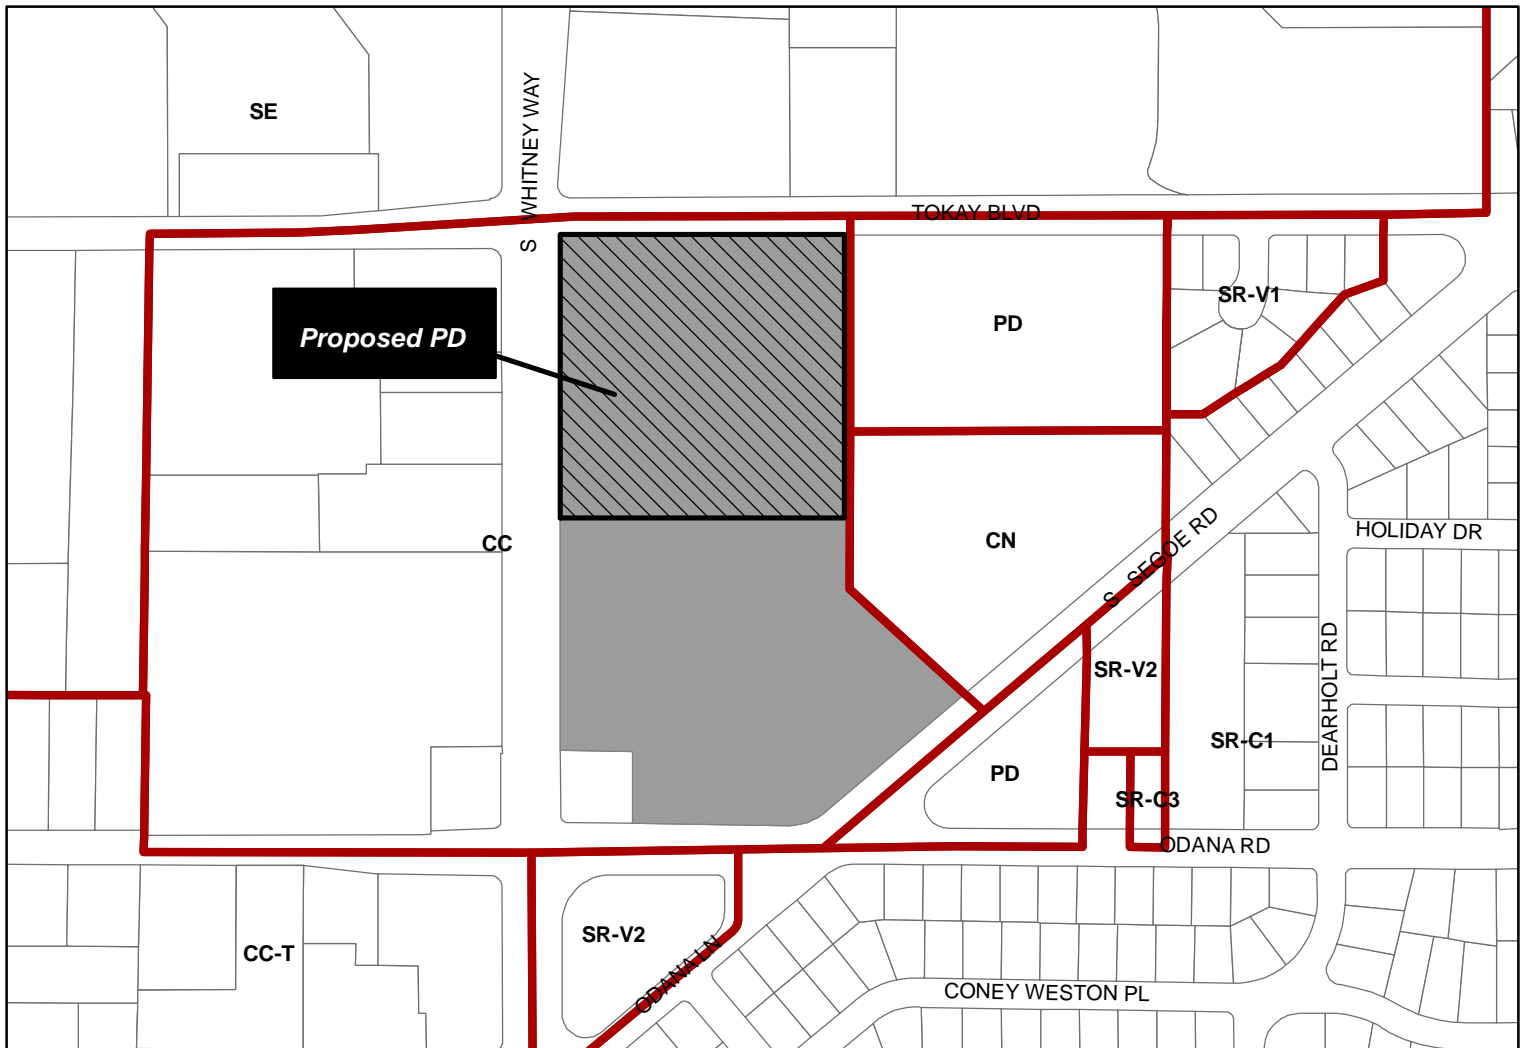 SE
S WHITNEY WAY
TOKAY BLVD
Proposed PD
PD
SR-V1
CC
CN
S SEGOE RD
HOLIDAY DR
SR-V2
DEARHOLT RD
SR-C1
PD
SR-C3
ODANA RD
SR-V2
ODANA LN
CC-T
CONEY WESTON PL